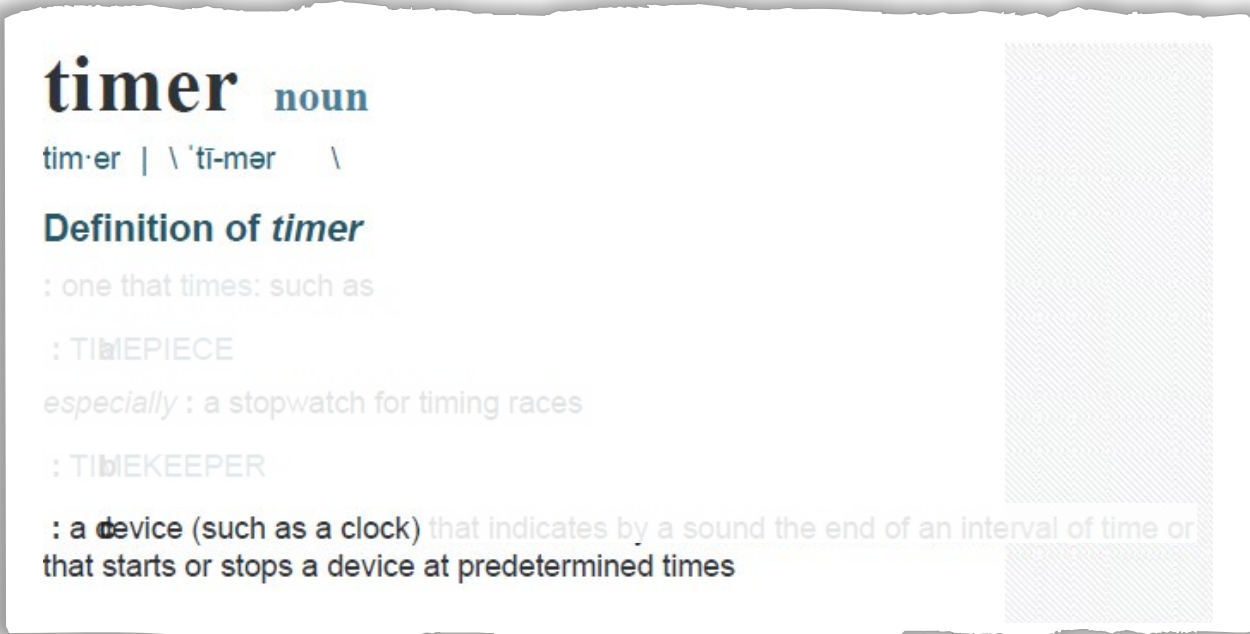 timer noun
tim·er | \ ˈtī-mər \
Definition of timer
: one that times: such as
a : TIMEPIECE
especially : a stopwatch for timing races
b : TIMEKEEPER
c : a device (such as a clock) that indicates by a sound the end of an interval of time or
that starts or stops a device at predetermined times